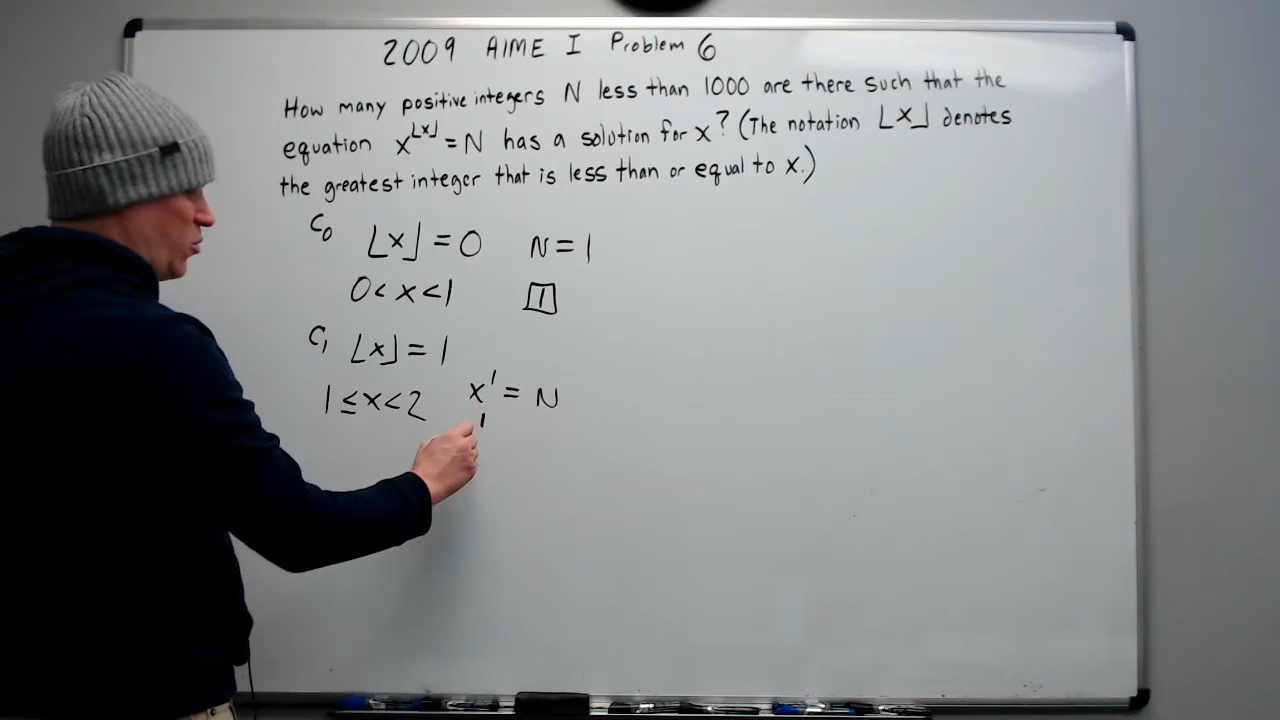 2009 AIME I Problem 6
How many positive integers N less than 1000 are there such that the
equation x^⌊x⌋ = N has a solution for x? (The notation ⌊x⌋ denotes
the greatest integer that is less than or equal to x.)
C₀ ⌊x⌋ = 0 N = 1
0 < x < 1 1
C₁ ⌊x⌋ = 1
1 ≤ x < 2 x¹ = N
1